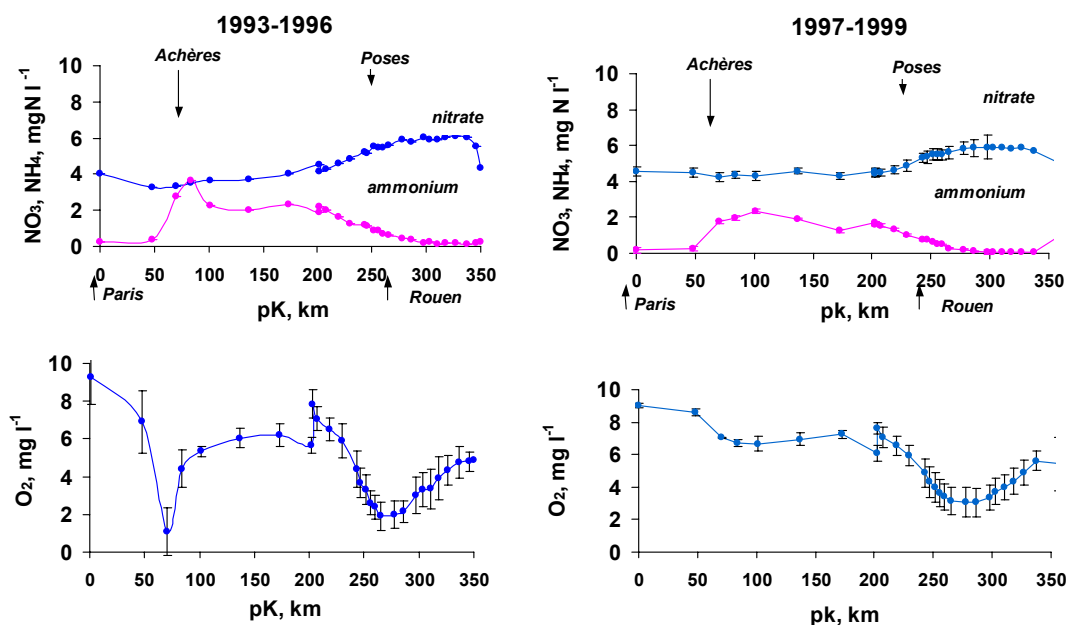 1993-1996
Achères
Poses
10
8
6
4
2
0
NO3, NH4, mgN l-1
nitrate
ammonium
0 50 100 150 200 250 300 350
Paris
Rouen
pK, km
1997-1999
Achères
Poses
10
8
6
4
2
0
NO3, NH4, mg N l-1
nitrate
ammonium
0 50 100 150 200 250 300 350
Paris
Rouen
pk, km
10
8
6
4
2
0
O2, mg l-1
0 50 100 150 200 250 300 350
pK, km
10
8
6
4
2
0
O2, mg l-1
0 50 100 150 200 250 300 350
pk, km